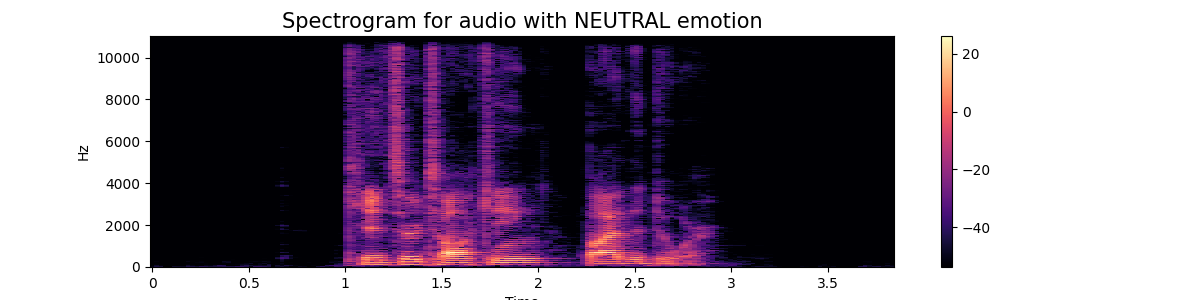 Spectrogram for audio with NEUTRAL emotion
10000
8000
6000
4000
2000
0
Hz
0 0.5 1 1.5 2 2.5 3 3.5
Time
20
0
−20
−40